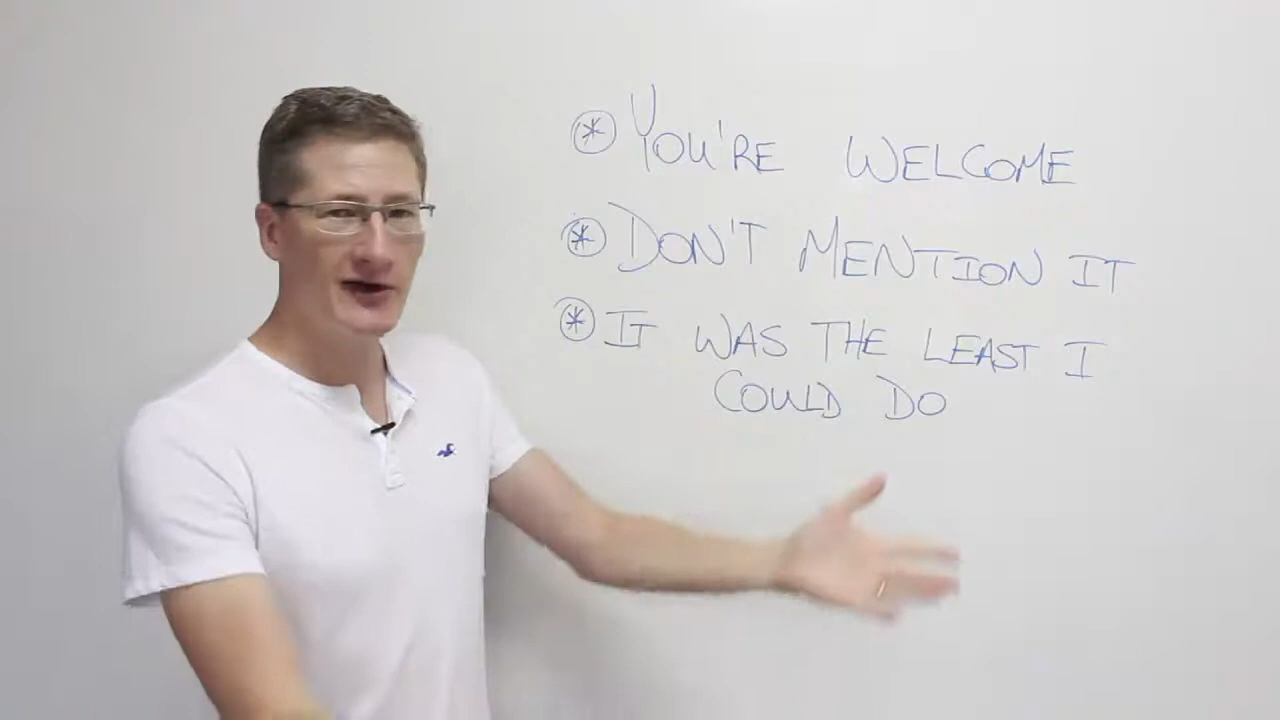 * YOU'RE WELCOME
* DON'T MENTION IT
* IT WAS THE LEAST I
COULD DO